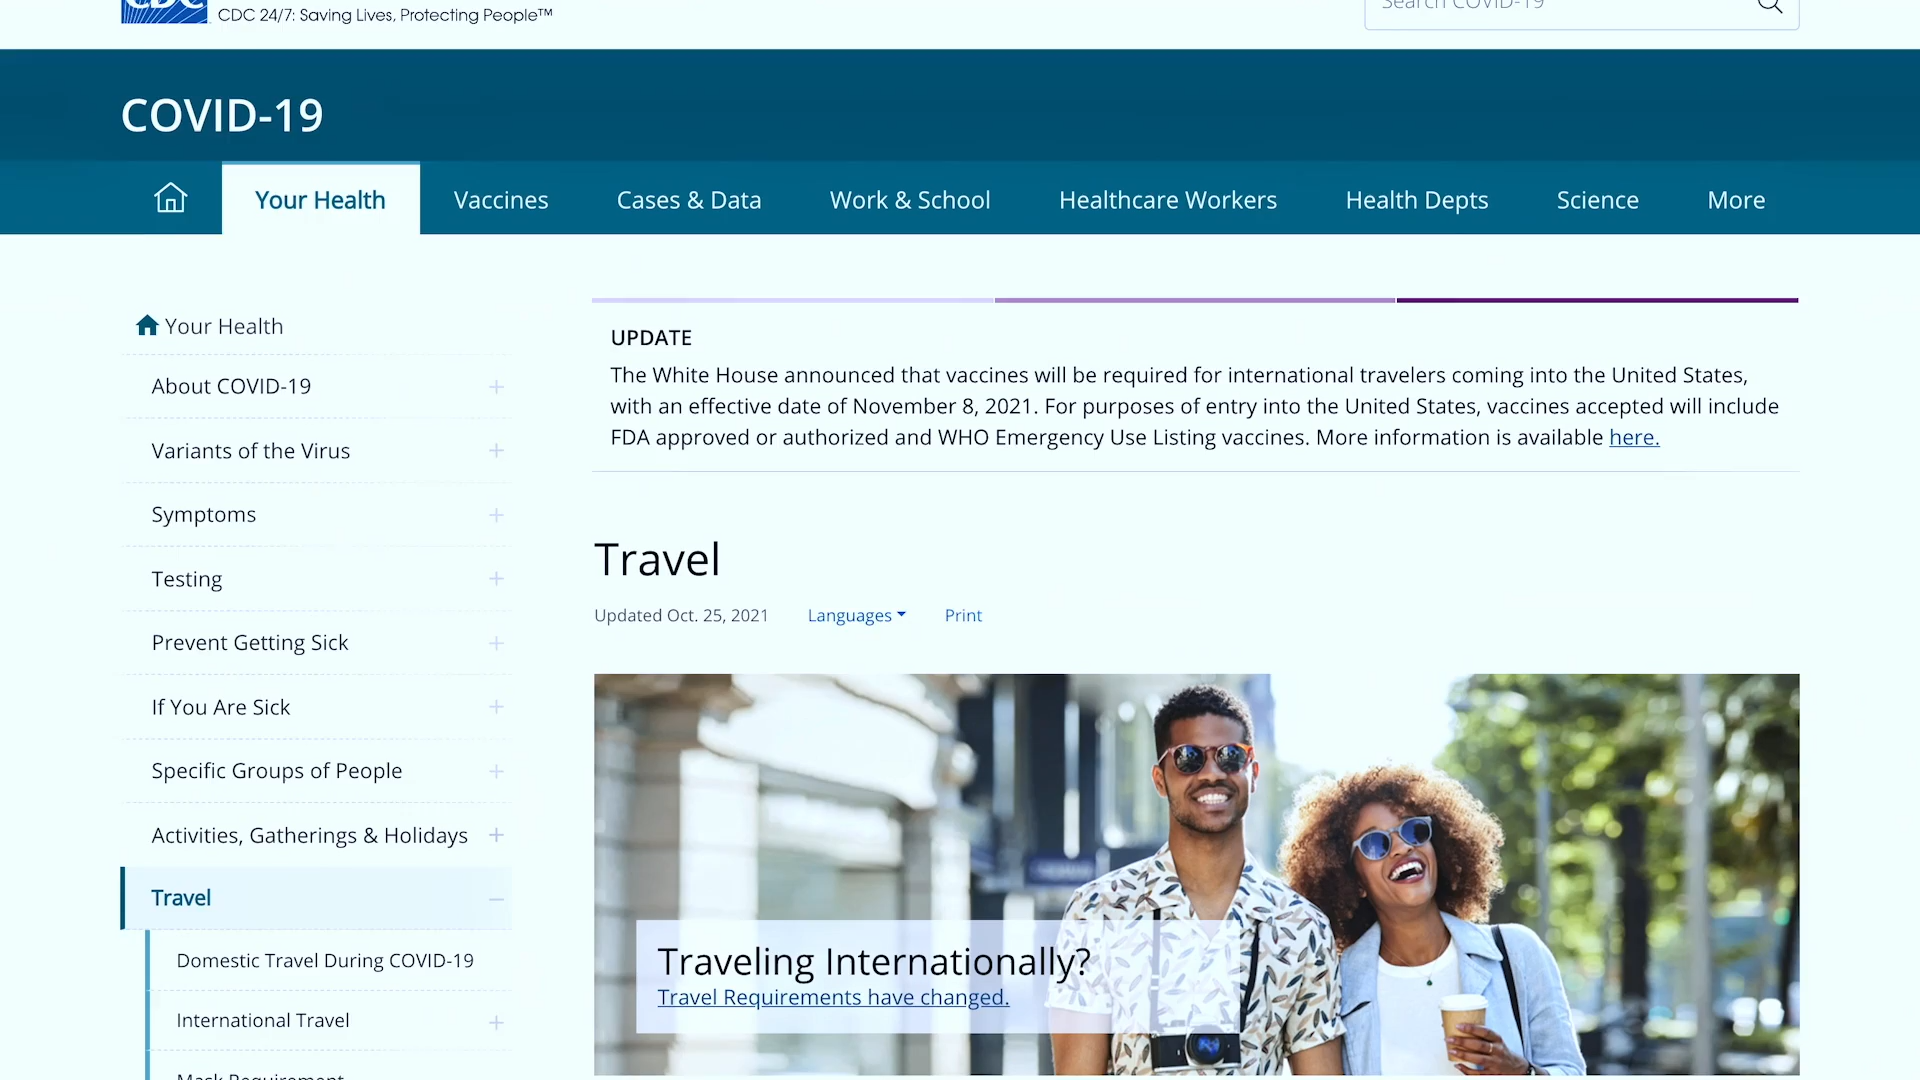 CDC
CDC 24/7: Saving Lives, Protecting People™
Search COVID-19
COVID-19
Your Health
Vaccines
Cases & Data
Work & School
Healthcare Workers
Health Depts
Science
More
Your Health
About COVID-19
Variants of the Virus
Symptoms
Testing
Prevent Getting Sick
If You Are Sick
Specific Groups of People
Activities, Gatherings & Holidays
Travel
Domestic Travel During COVID-19
International Travel
Mask Requirement
UPDATE
The White House announced that vaccines will be required for international travelers coming into the United States,
with an effective date of November 8, 2021. For purposes of entry into the United States, vaccines accepted will include
FDA approved or authorized and WHO Emergency Use Listing vaccines. More information is available here.
Travel
Updated Oct. 25, 2021
Languages
Print
Traveling Internationally?
Travel Requirements have changed.